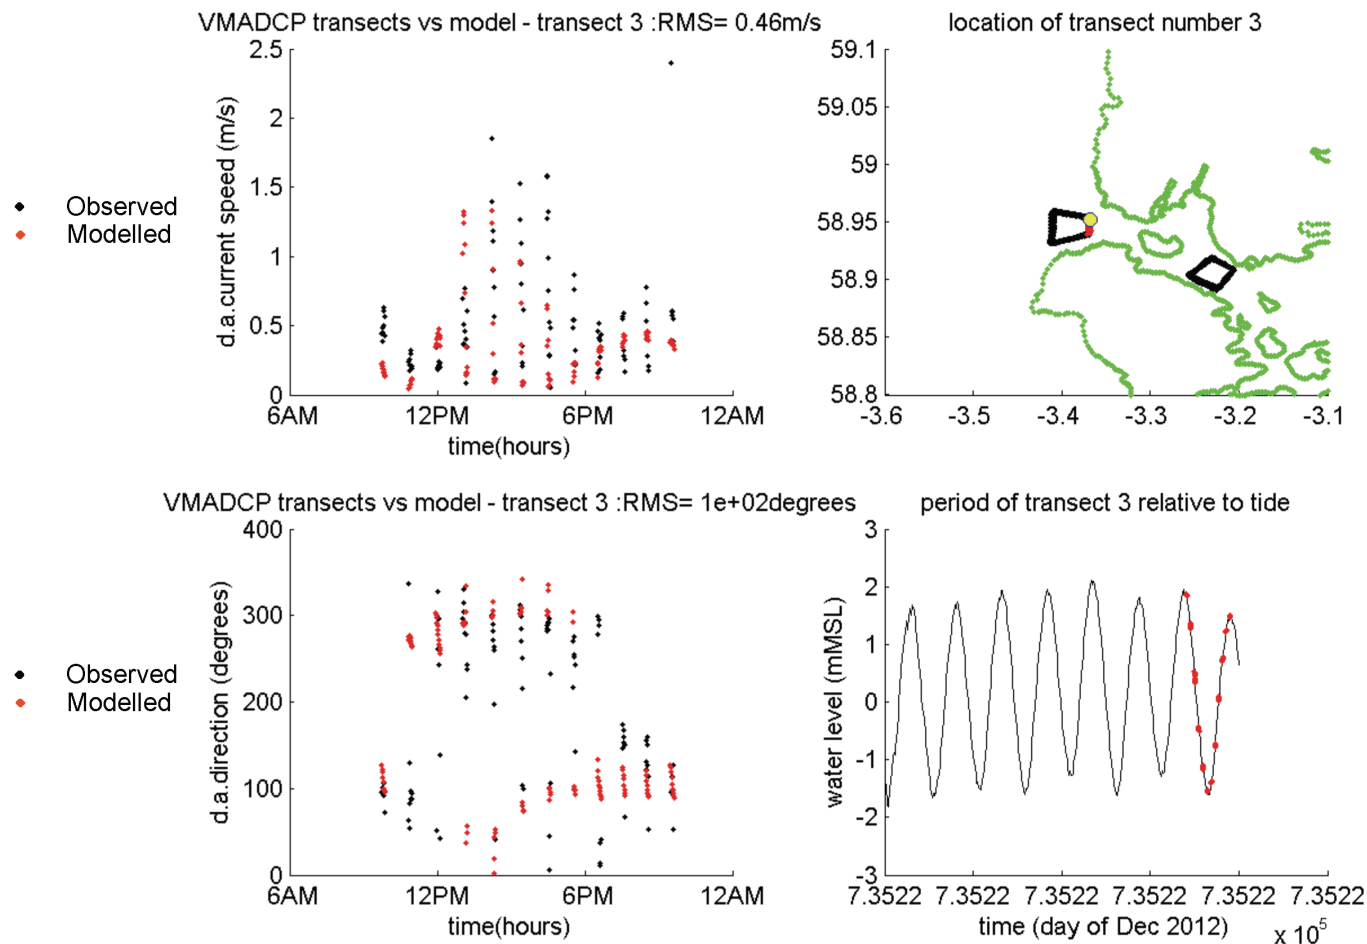 VMADCP transects vs model - transect 3 :RMS= 0.46m/s
2.5
2
1.5
1
0.5
0
d.a.current speed (m/s)
6AM 12PM 6PM 12AM
time(hours)
Observed
Modelled
location of transect number 3
59.1
59.05
59
58.95
58.9
58.85
58.8
-3.6 -3.5 -3.4 -3.3 -3.2 -3.1
VMADCP transects vs model - transect 3 :RMS= 1e+02degrees
400
300
200
100
0
d.a.direction (degrees)
6AM 12PM 6PM 12AM
time(hours)
Observed
Modelled
period of transect 3 relative to tide
3
2
1
0
-1
-2
-3
water level (mMSL)
7.3522 7.3522 7.3522 7.3522 7.3522 7.3522
time (day of Dec 2012)
x 10⁵